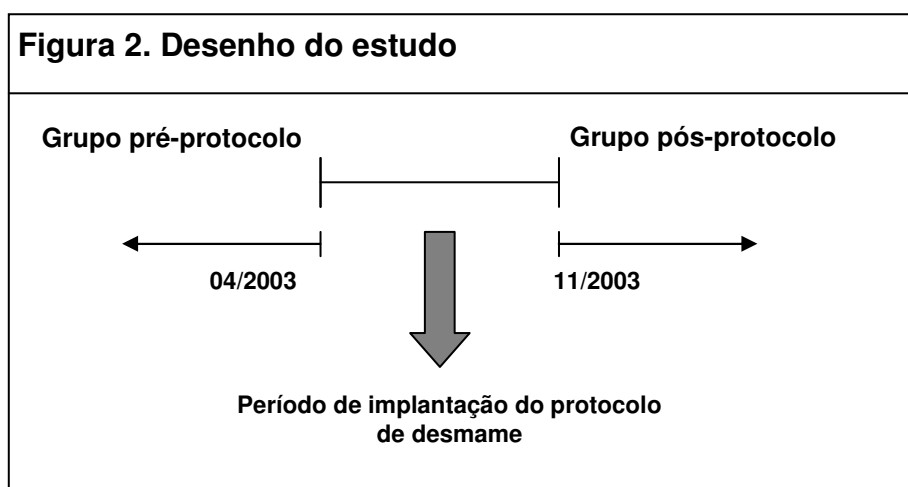 Figura 2. Desenho do estudo
Grupo pré-protocolo
Grupo pós-protocolo
04/2003
11/2003
Período de implantação do protocolo
de desmame